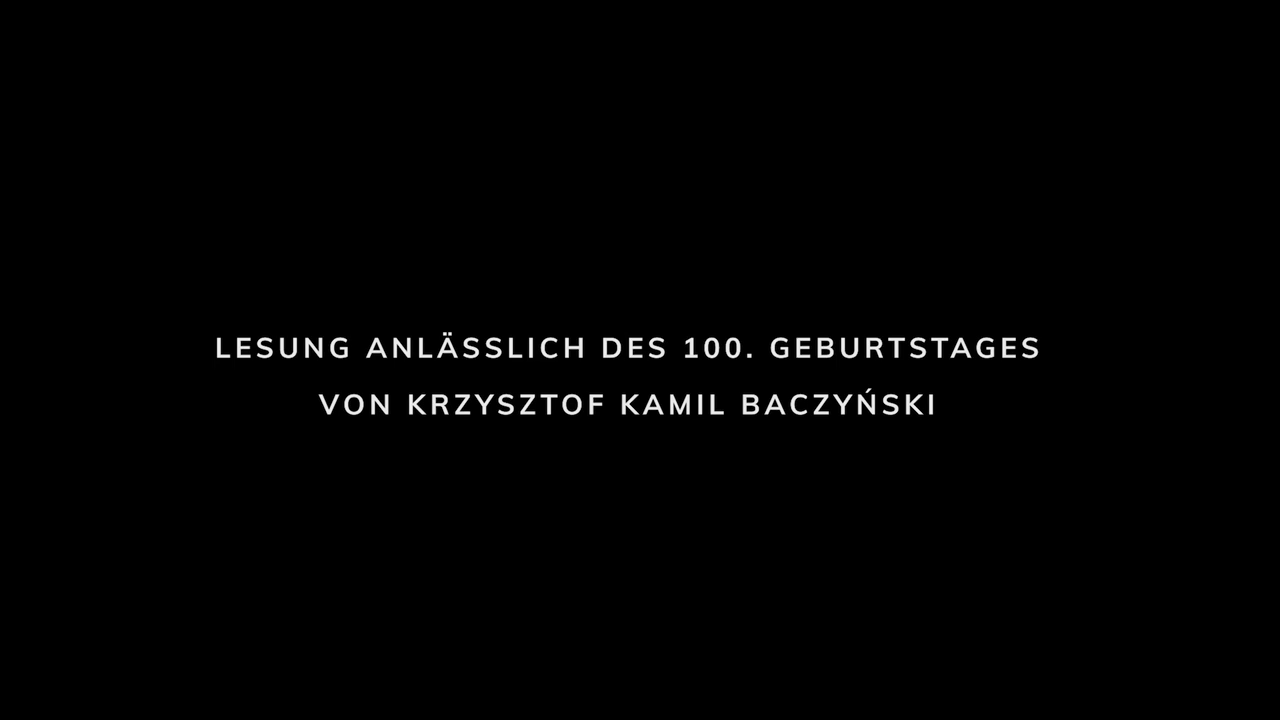 LESUNG ANLÄSSLICH DES 100. GEBURTSTAGES
VON KRZYSZTOF KAMIL BACZYŃSKI